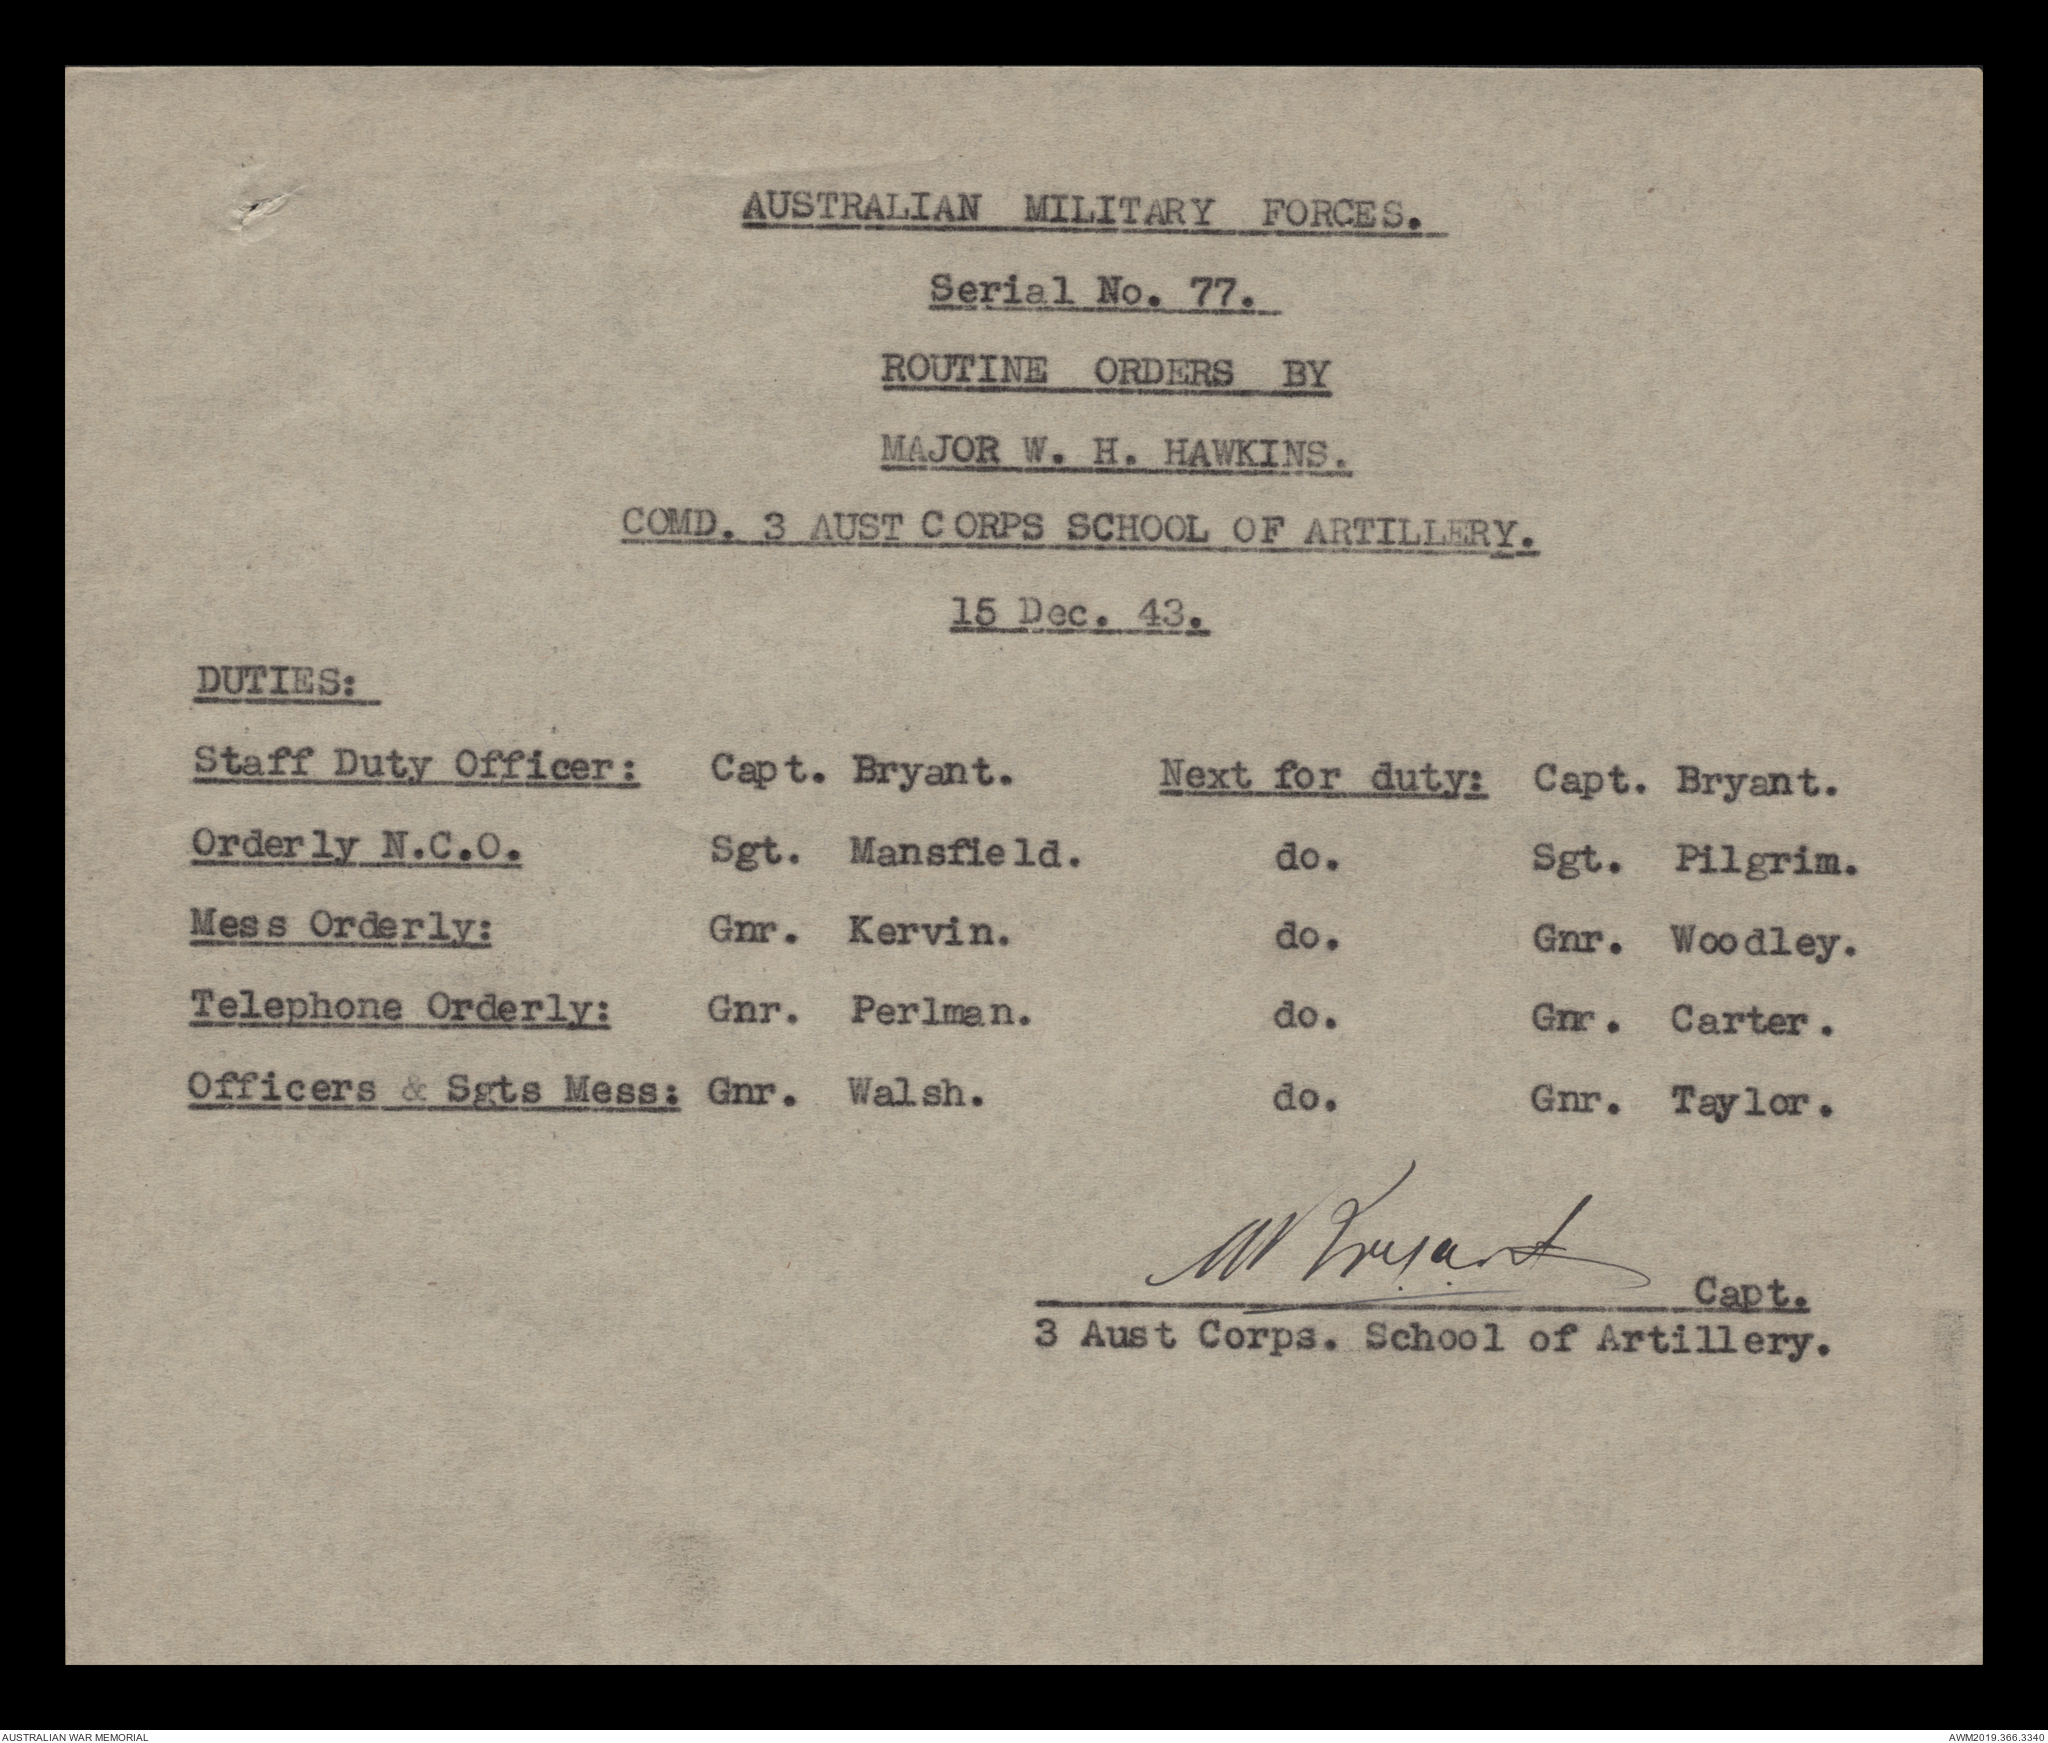 AUSTRALIAN MILITARY FORCES.
Serial No. 77.
ROUTINE ORDERS BY
MAJOR W. H. HAWKINS.
COMD. 3 AUST CORPS SCHOOL OF ARTILLERY.
15 Dec. 43.
DUTIES:
Staff Duty Officer: Capt. Bryant. Next for duty: Capt. Bryant.
Orderly N.C.O. Sgt. Mansfield. do. Sgt. Pilgrim.
Mess Orderly: Gnr. Kervin. do. Gnr. Woodley.
Telephone Orderly: Gnr. Perlman. do. Gnr. Carter.
Officers & Sgts Mess: Gnr. Walsh. do. Gnr. Taylor.
Bryant Capt.
3 Aust Corps. School of Artillery.
AUSTRALIAN WAR MEMORIAL AWM2019.366.3340